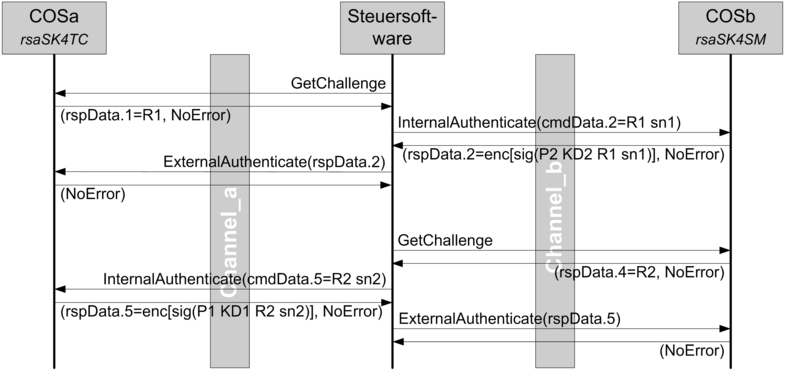 COSa
rsaSK4TC
Steuersoft-
ware
COSb
rsaSK4SM
GetChallenge
(rspData.1=R1, NoError)
InternalAuthenticate(cmdData.2=R1 sn1)
(rspData.2=enc[sig(P2 KD2 R1 sn1)], NoError)
ExternalAuthenticate(rspData.2)
(NoError)
GetChallenge
(rspData.4=R2, NoError)
InternalAuthenticate(cmdData.5=R2 sn2)
(rspData.5=enc[sig(P1 KD1 R2 sn2)], NoError)
ExternalAuthenticate(rspData.5)
(NoError)
Channel_a
Channel_b